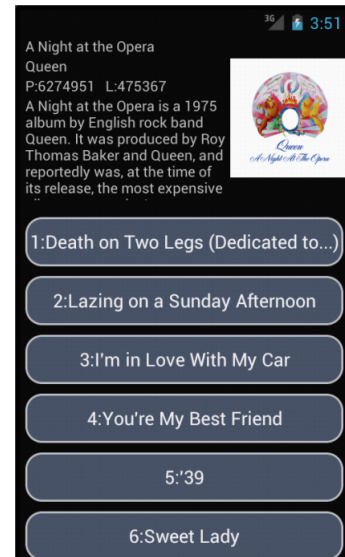 3G 3:51
A Night at the Opera
Queen
P:6274951 L:475367
A Night at the Opera is a 1975
album by English rock band
Queen. It was produced by Roy
Thomas Baker and Queen, and
reportedly was, at the time of
its release, the most expensive
Queen
A Night At The Opera
1:Death on Two Legs (Dedicated to...)
2:Lazing on a Sunday Afternoon
3:I'm in Love With My Car
4:You're My Best Friend
5:'39
6:Sweet Lady